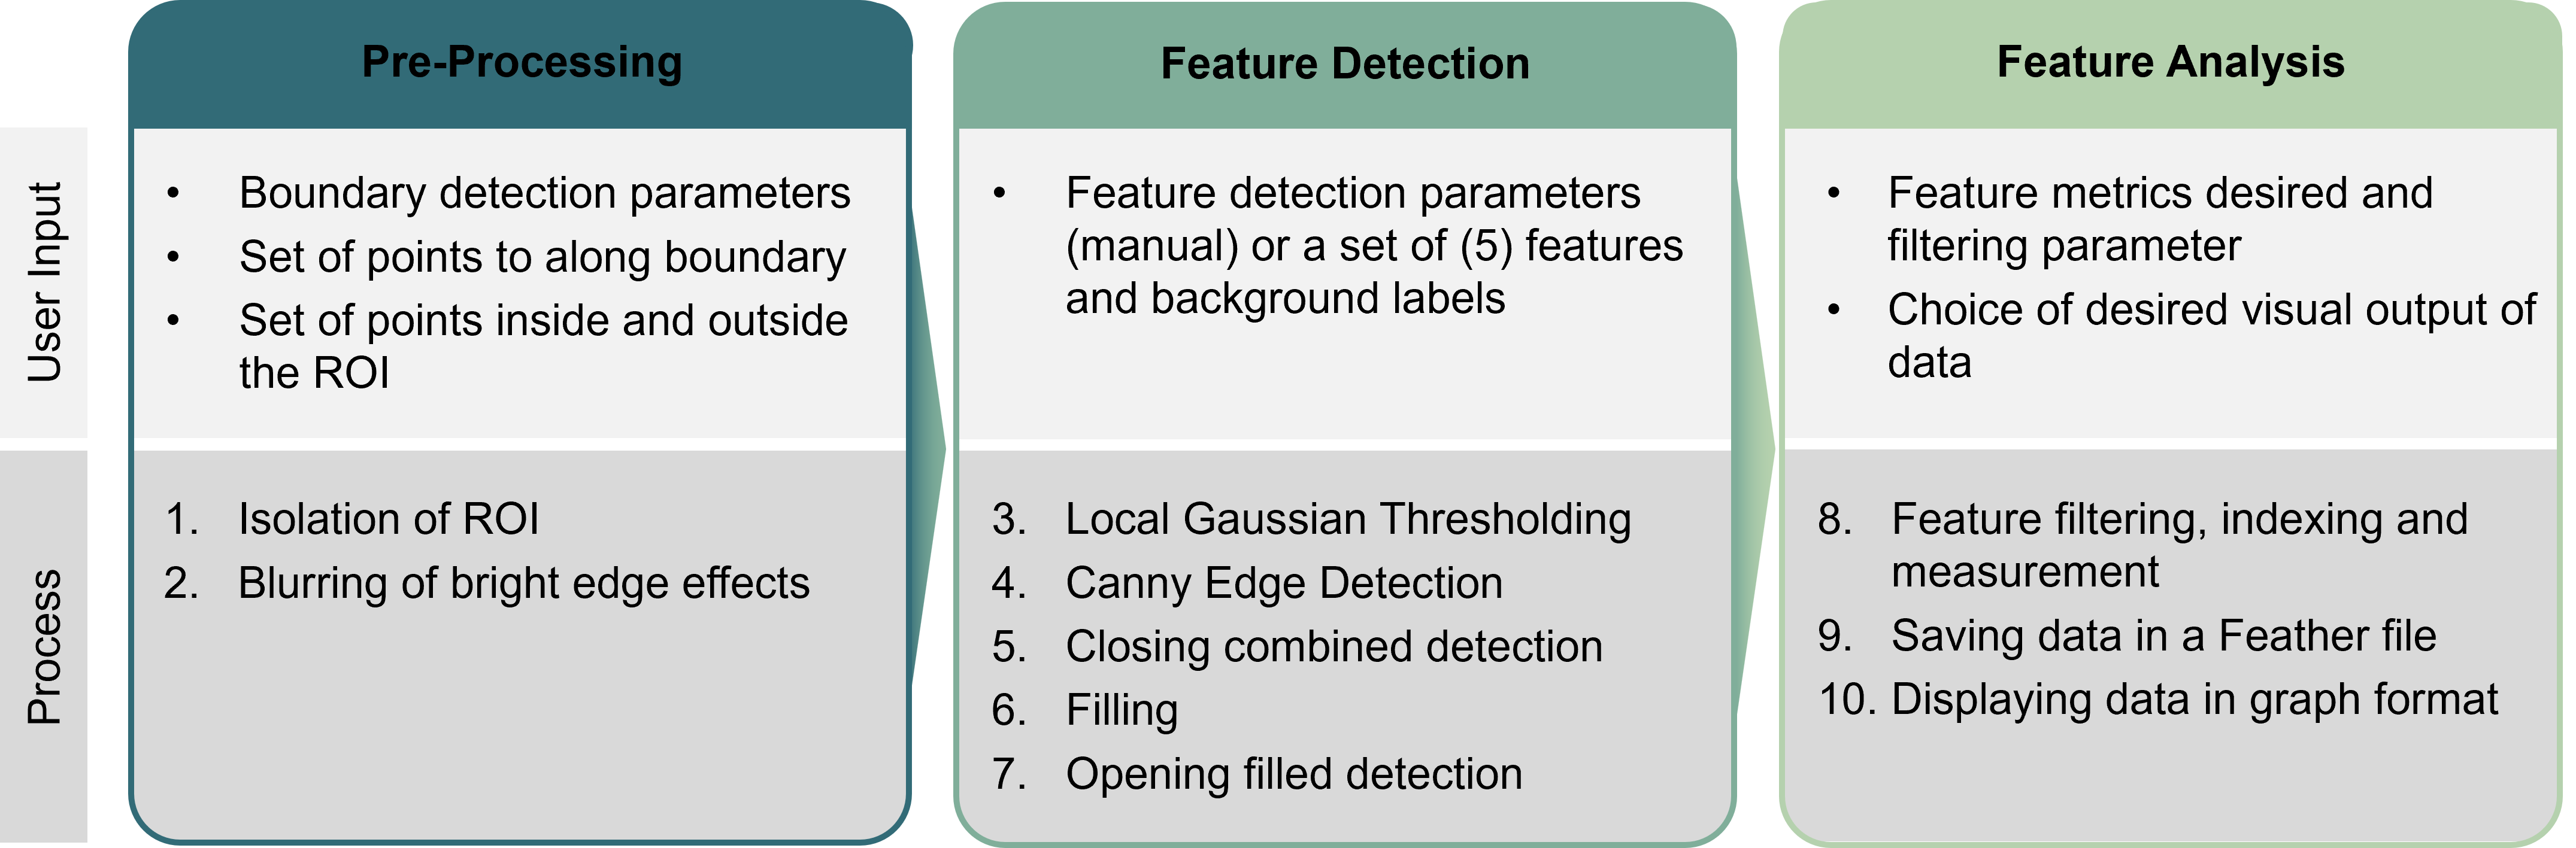 Pre-Processing
Feature Detection
Feature Analysis
User Input
• Boundary detection parameters
• Set of points to along boundary
• Set of points inside and outside
the ROI
• Feature detection parameters
(manual) or a set of (5) features
and background labels
• Feature metrics desired and
filtering parameter
• Choice of desired visual output of
data
Process
1. Isolation of ROI
2. Blurring of bright edge effects
3. Local Gaussian Thresholding
4. Canny Edge Detection
5. Closing combined detection
6. Filling
7. Opening filled detection
8. Feature filtering, indexing and
measurement
9. Saving data in a Feather file
10. Displaying data in graph format